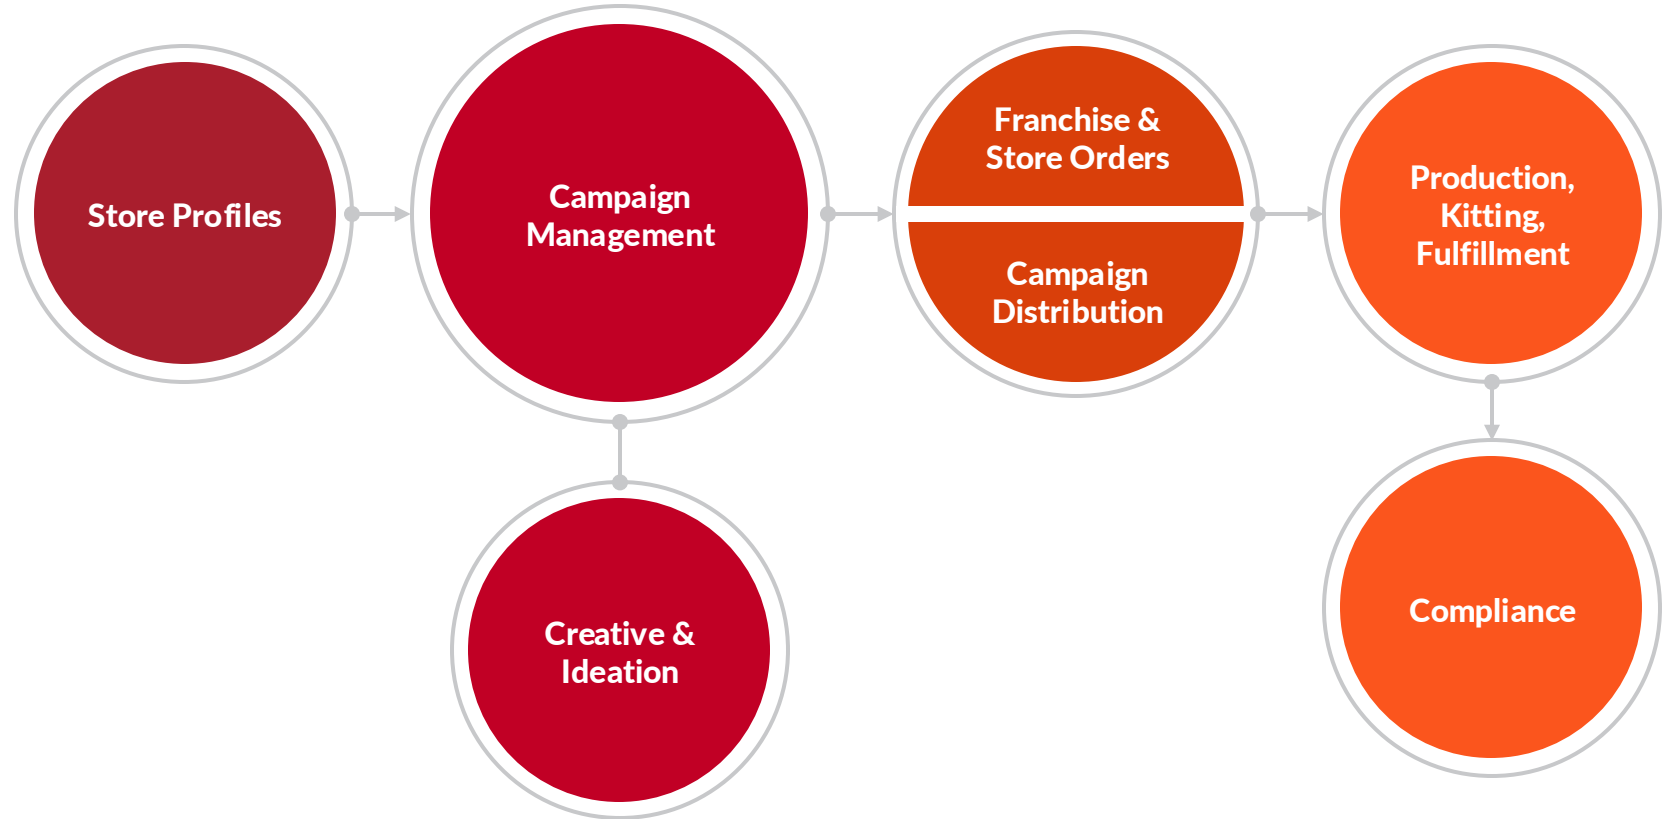 Store Profiles
Campaign
Management
Franchise &
Store Orders
Campaign
Distribution
Production,
Kitting,
Fulfillment
Creative &
Ideation
Compliance